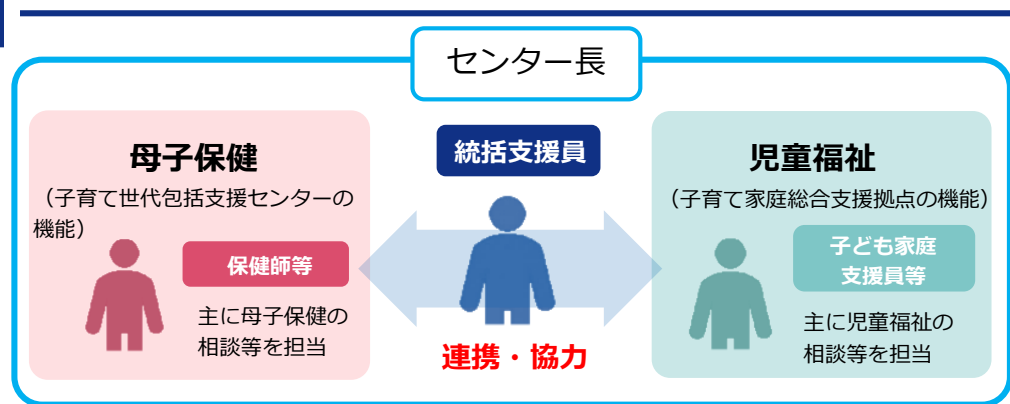 センター長
母子保健
（子育て世代包括支援センターの
機能）
保健師等
主に母子保健の
相談等を担当
統括支援員
連携・協力
児童福祉
（子育て家庭総合支援拠点の機能）
子ども家庭
支援員等
主に児童福祉の
相談等を担当